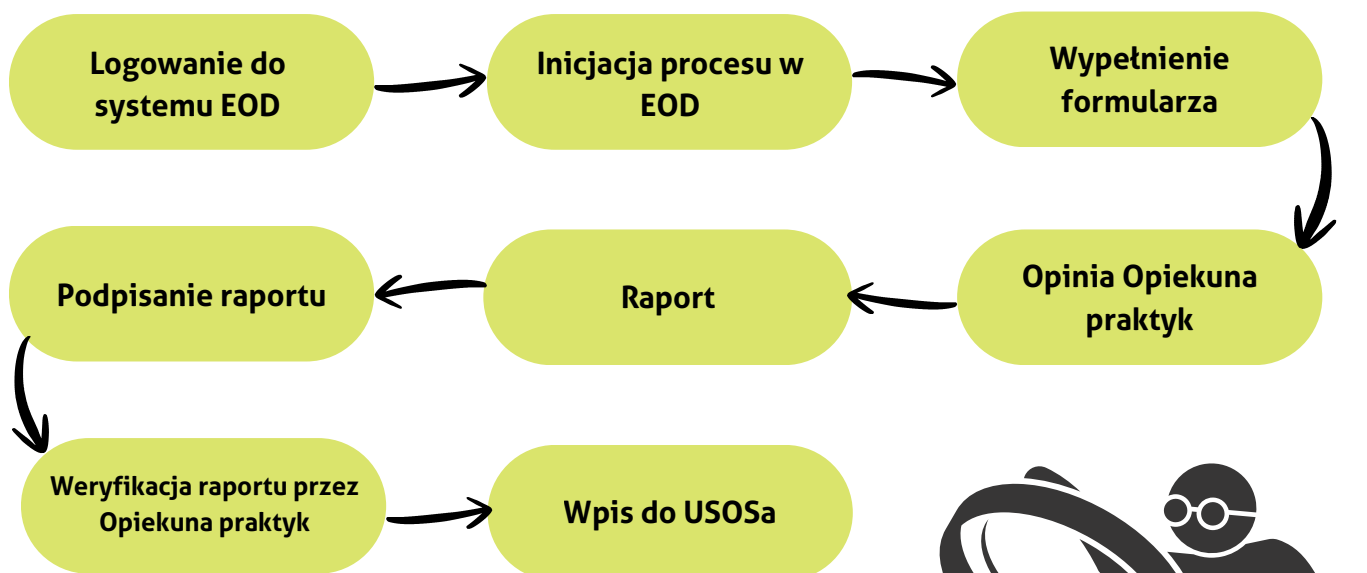 Logowanie do
systemu EOD
Inicjacja procesu w
EOD
Wypełnienie
formularza
Opinia Opiekuna
praktyk
Raport
Podpisanie raportu
Weryfikacja raportu przez
Opiekuna praktyk
Wpis do USOSa